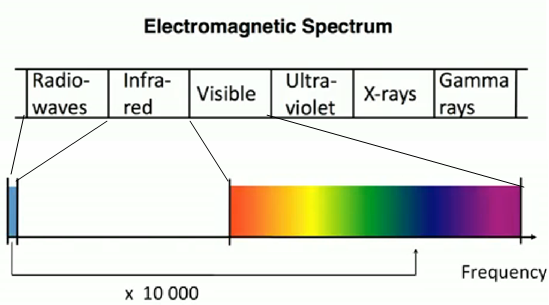 Electromagnetic Spectrum
Radio-
waves
Infra-
red
Visible
Ultra-
violet
X-rays
Gamma
rays
Frequency
x 10 000